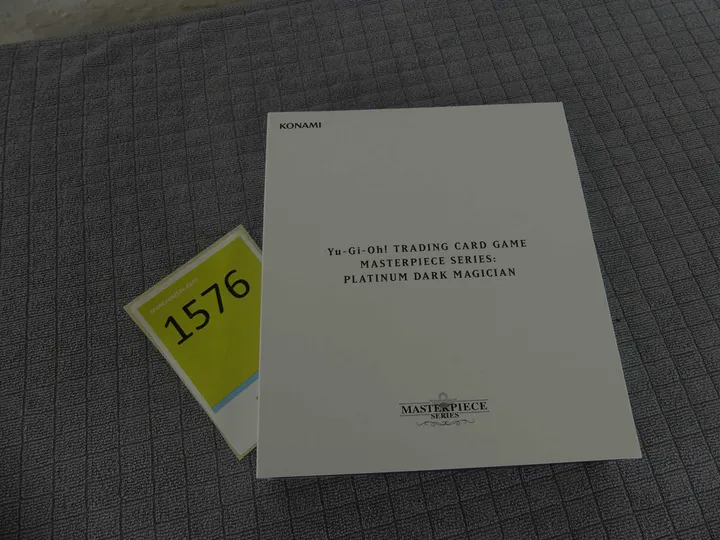 KONAMI
Yu-Gi-Oh! TRADING CARD GAME
MASTERPIECE SERIES:
PLATINUM DARK MAGICIAN
MASTERPIECE
SERIES
1576